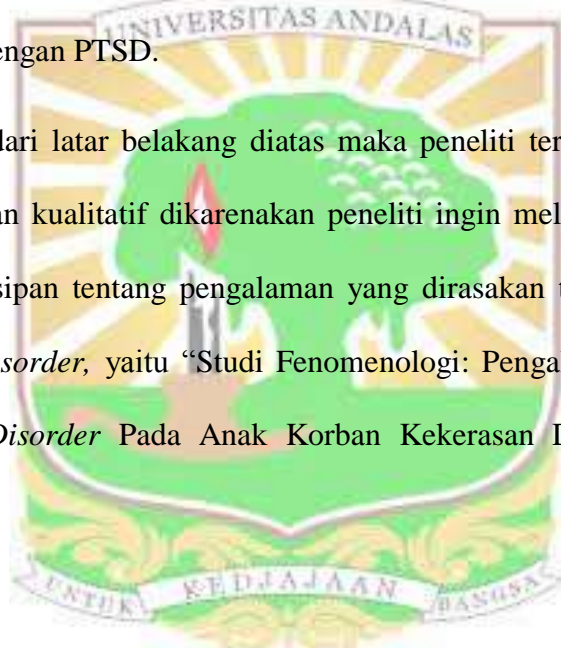 UNIVERSITAS ANDALAS
engan PTSD.
dari latar belakang diatas maka peneliti ter
an kualitatif dikarenakan peneliti ingin mel
sipan tentang pengalaman yang dirasakan t
sorder, yaitu “Studi Fenomenologi: Penga
Disorder Pada Anak Korban Kekerasan D
UNTUK KEDJAJAAN BANGSA